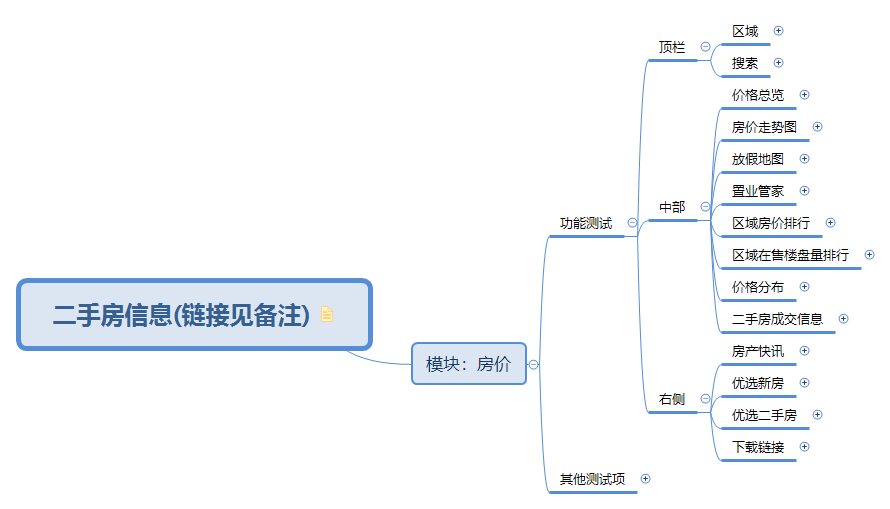 二手房信息(链接见备注)
模块：房价
功能测试
顶栏
区域
搜索
中部
价格总览
房价走势图
放假地图
置业管家
区域房价排行
区域在售楼盘量排行
价格分布
二手房成交信息
右侧
房产快讯
优选新房
优选二手房
下载链接
其他测试项